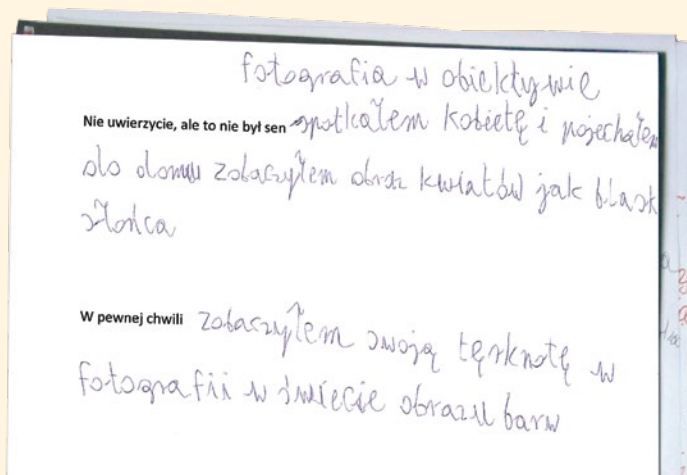 fotografia w obiektywie
Nie uwierzycie, ale to nie był sen spotkałem kobietę i pojechałem
do domu zobaczyłem obraz kwiatów jak blask
słońca
W pewnej chwili zobaczyłem swoją tęsknotę w
fotografii w świecie obrazu barw